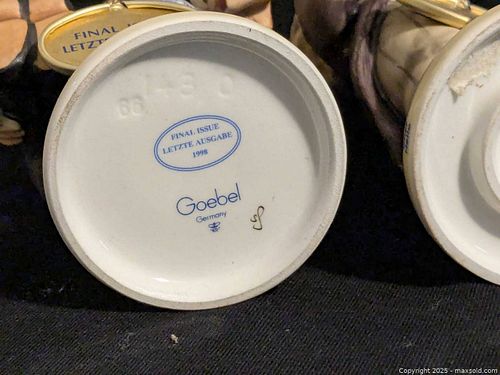 FINAL
LETZTE
FINAL ISSUE
LETZTE AUSGABE
1998
Goebel
Germany
Copyright © 2025 - maxsold.com